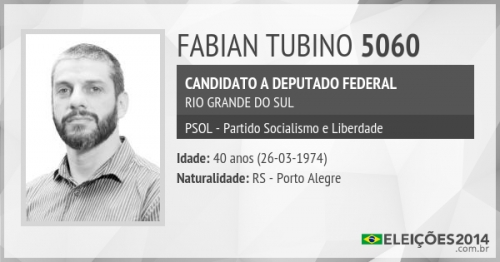 FABIAN TUBINO 5060
CANDIDATO A DEPUTADO FEDERAL
RIO GRANDE DO SUL
PSOL - Partido Socialismo e Liberdade
Idade: 40 anos (26-03-1974)
Naturalidade: RS - Porto Alegre
ELEIÇÕES2014
.com.br